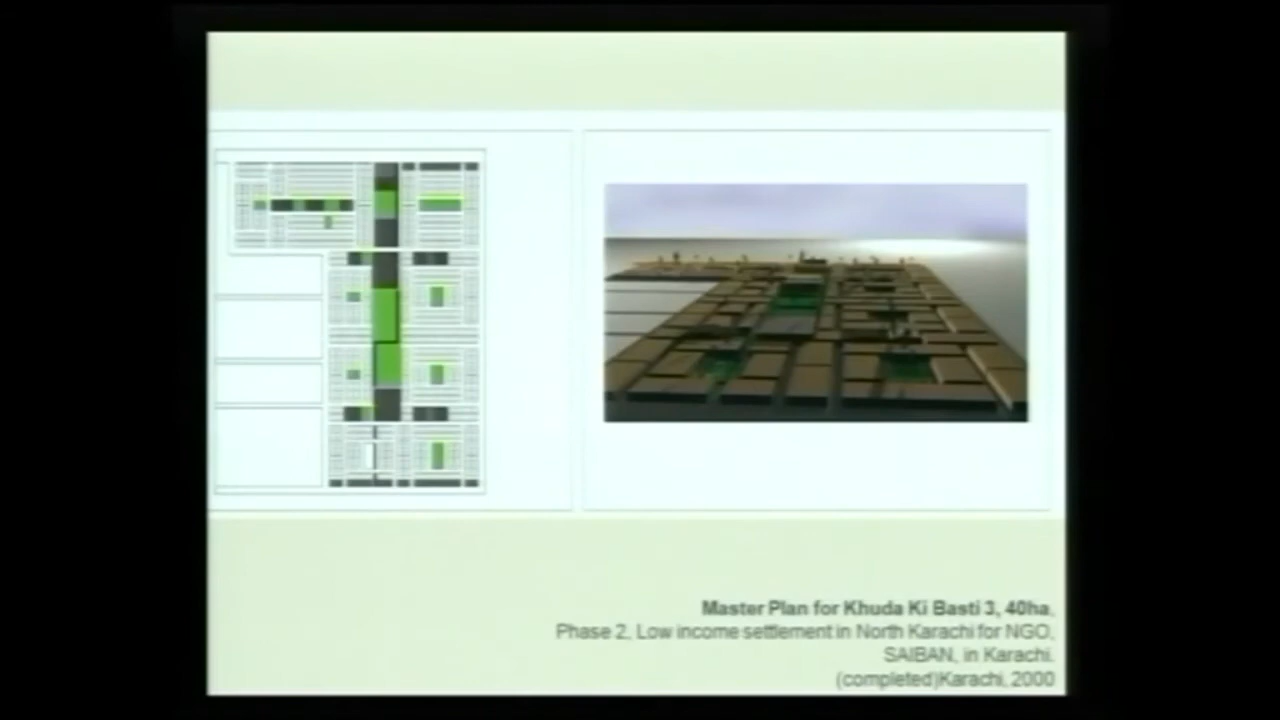 Master Plan for Khuda Ki Basti 3, 40ha,
Phase 2, Low income settlement in North Karachi for NGO,
SAIBAN, in Karachi.
(completed)Karachi, 2000